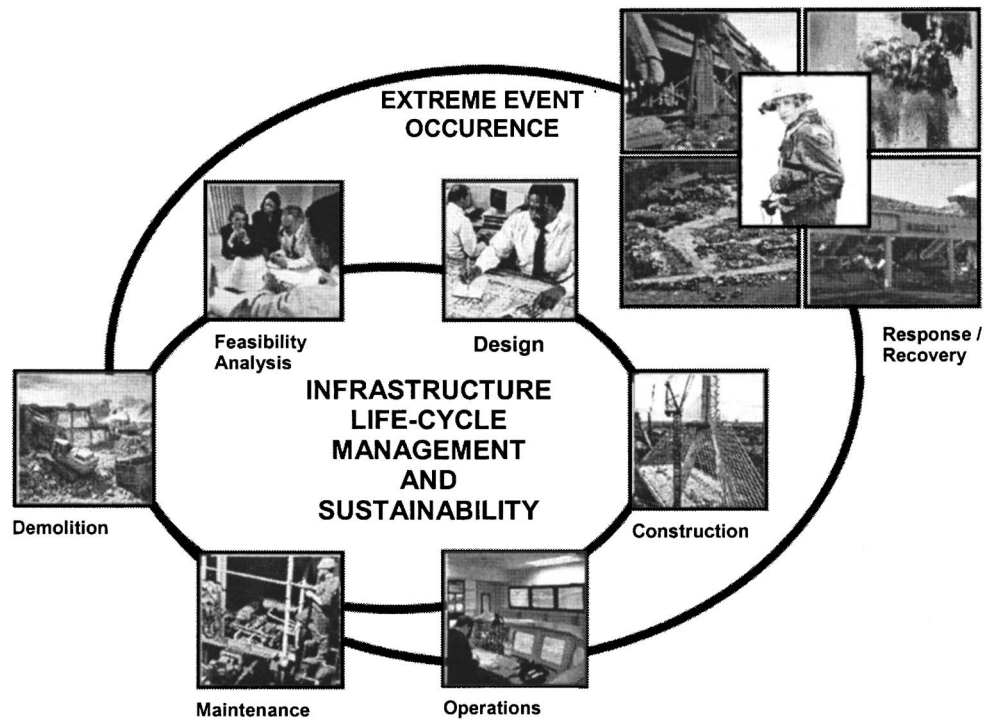 EXTREME EVENT
OCCURENCE
Feasibility
Analysis
Design
Response /
Recovery
INFRASTRUCTURE
LIFE-CYCLE
MANAGEMENT
AND
SUSTAINABILITY
Demolition
Construction
Maintenance
Operations